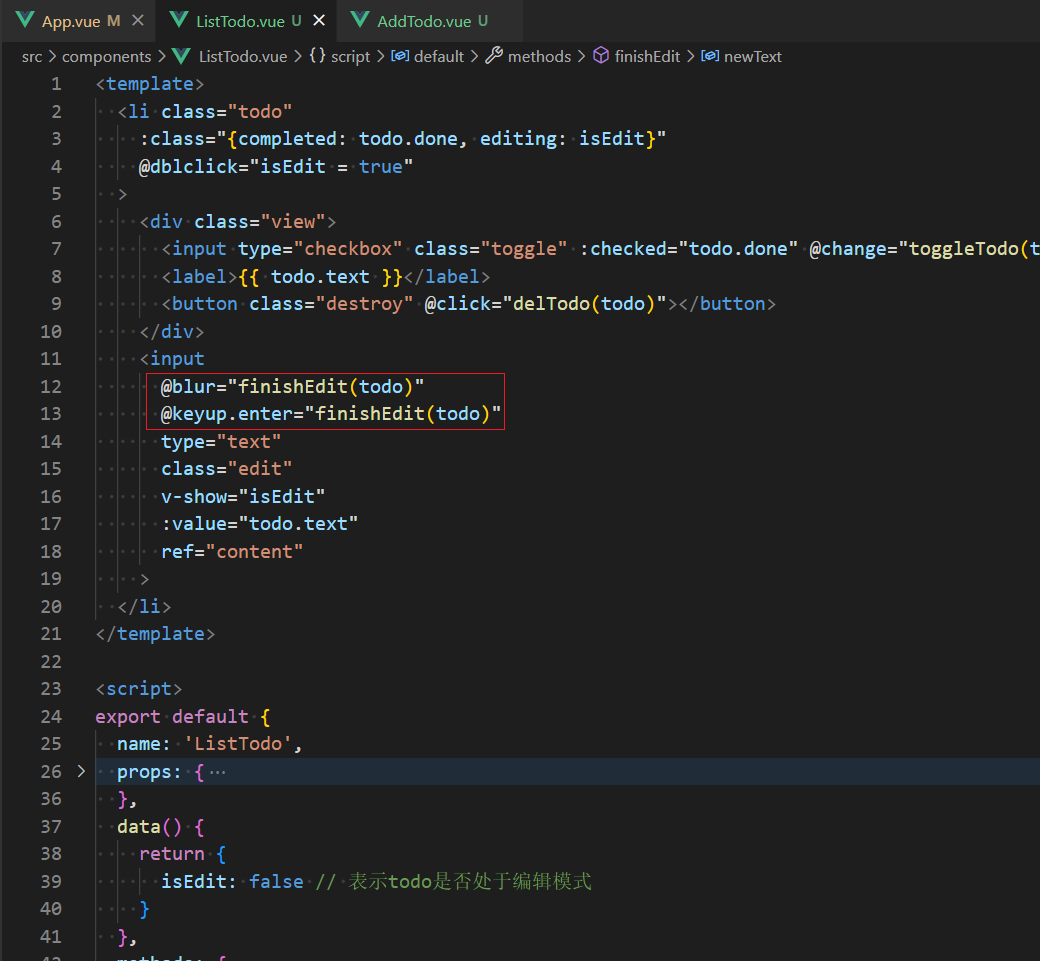 App.vue M × ListTodo.vue U × AddTodo.vue U
src > components > ListTodo.vue > {} script > default > methods > finishEdit > newText
1 <template>
2 <li class="todo"
3 :class="{completed: todo.done, editing: isEdit}"
4 @dblclick="isEdit = true"
5 >
6 <div class="view">
7 <input type="checkbox" class="toggle" :checked="todo.done" @change="toggleTodo(t
8 <label>{{ todo.text }}</label>
9 <button class="destroy" @click="delTodo(todo)"></button>
10 </div>
11 <input
12 @blur="finishEdit(todo)"
13 @keyup.enter="finishEdit(todo)"
14 type="text"
15 class="edit"
16 v-show="isEdit"
17 :value="todo.text"
18 ref="content"
19 >
20 </li>
21 </template>
22
23 <script>
24 export default {
25 name: 'ListTodo',
26 props: {···
36 },
37 data() {
38 return {
39 isEdit: false // 表示todo是否处于编辑模式
40 }
41 },
42 methods: {